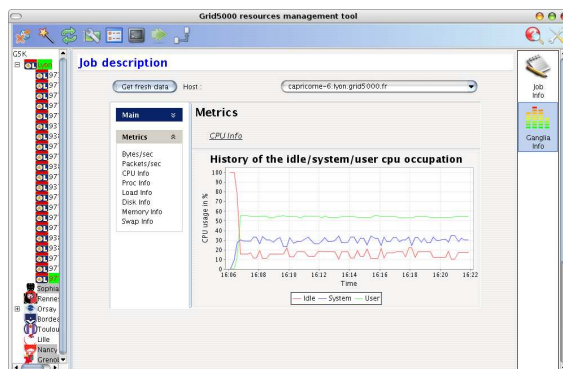 Grid5000 resources management tool
G5K
Job description
lyon
Get fresh data
Host :
capricorne-6.lyon.grid5000.fr
Job
Info
Ganglia
Info
Main
Metrics
Bytes/sec
Packets/sec
CPU Info
Proc Info
Load Info
Disk Info
Memory Info
Swap Info
Metrics
CPU Info
History of the idle/system/user cpu occupation
CPU usage in %
100
90
80
70
60
50
40
30
20
10
0
16:06 16:08 16:10 16:12 16:14 16:16 16:18 16:20 16:22
Time
Idle System User
Sophia
Rennes
Orsay
Bordea
Toulou
Lille
Nancy
Grenob